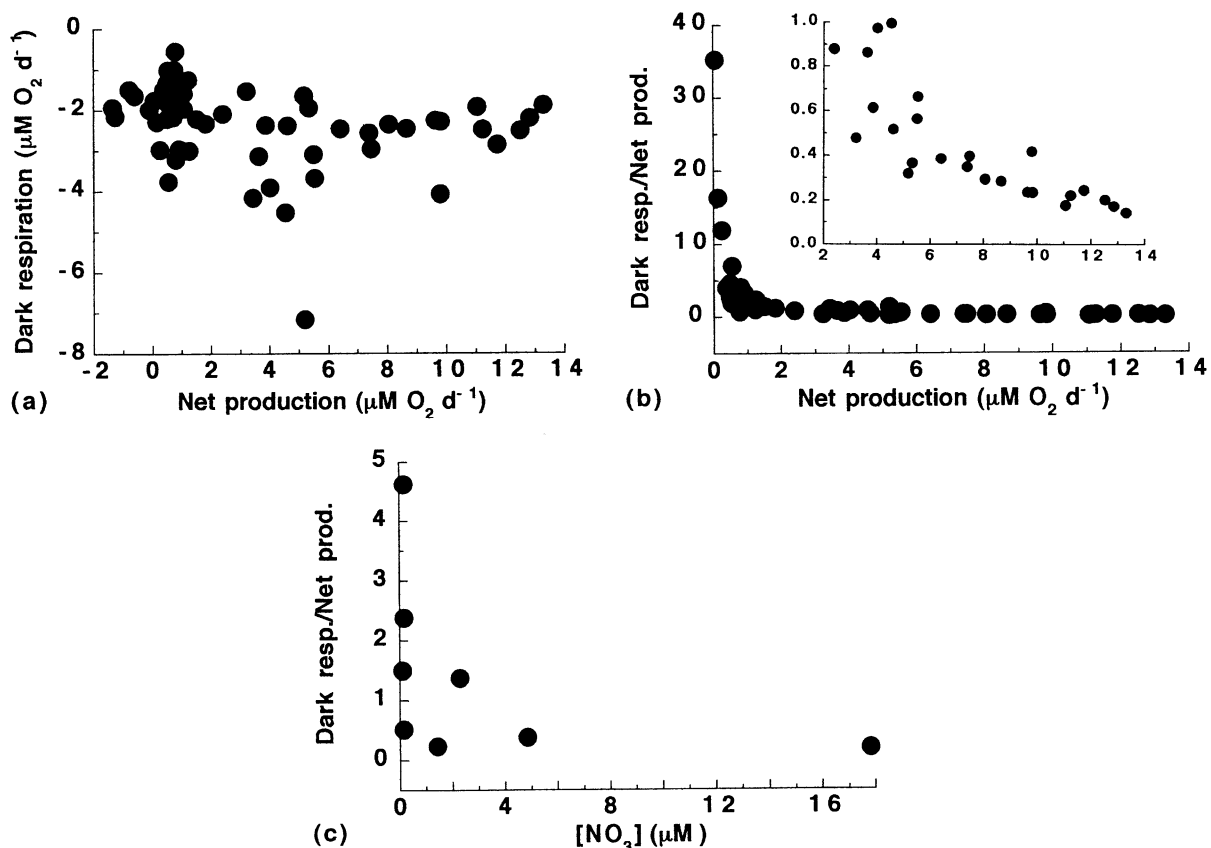 0
-2
-4
-6
-8
Dark respiration (μM O₂ d⁻¹)
-2 0 2 4 6 8 10 12 14
(a) Net production (μM O₂ d⁻¹)
40
30
20
10
0
Dark resp./Net prod.
1.0
0.8
0.6
0.4
0.2
0.0
2 4 6 8 10 12 14
0 2 4 6 8 10 12 14
(b) Net production (μM O₂ d⁻¹)
5
4
3
2
1
0
Dark resp./Net prod.
0 4 8 12 16
(c) [NO₃] (μM)